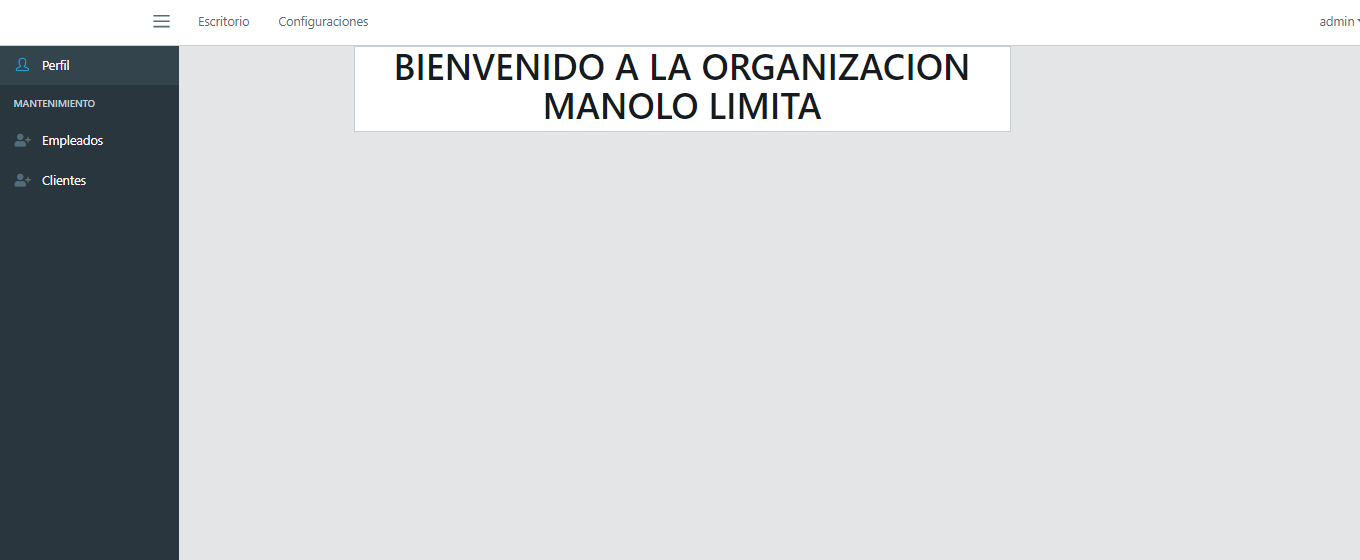 Escritorio Configuraciones admin
Perfil
BIENVENIDO A LA ORGANIZACION
MANOLO LIMITA
MANTENIMIENTO
Empleados
Clientes